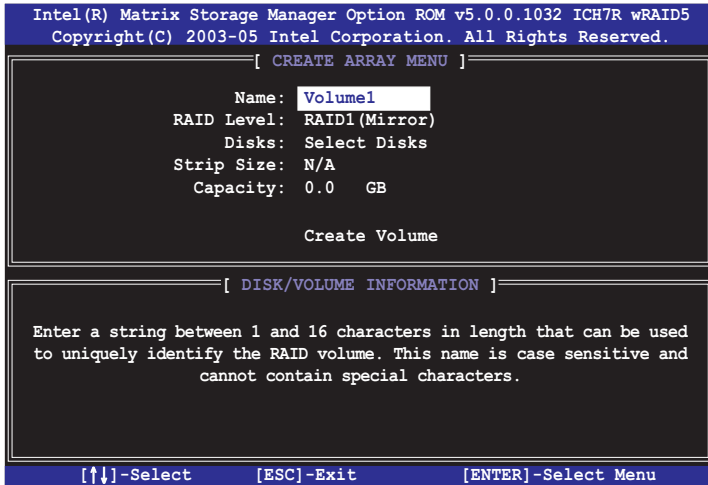 Intel(R) Matrix Storage Manager Option ROM v5.0.0.1032 ICH7R wRAID5
Copyright(C) 2003-05 Intel Corporation. All Rights Reserved.
[ CREATE ARRAY MENU ]
Name: Volume1
RAID Level: RAID1(Mirror)
Disks: Select Disks
Strip Size: N/A
Capacity: 0.0 GB
Create Volume
[ DISK/VOLUME INFORMATION ]
Enter a string between 1 and 16 characters in length that can be used
to uniquely identify the RAID volume. This name is case sensitive and
cannot contain special characters.
[↑↓]-Select [ESC]-Exit [ENTER]-Select Menu